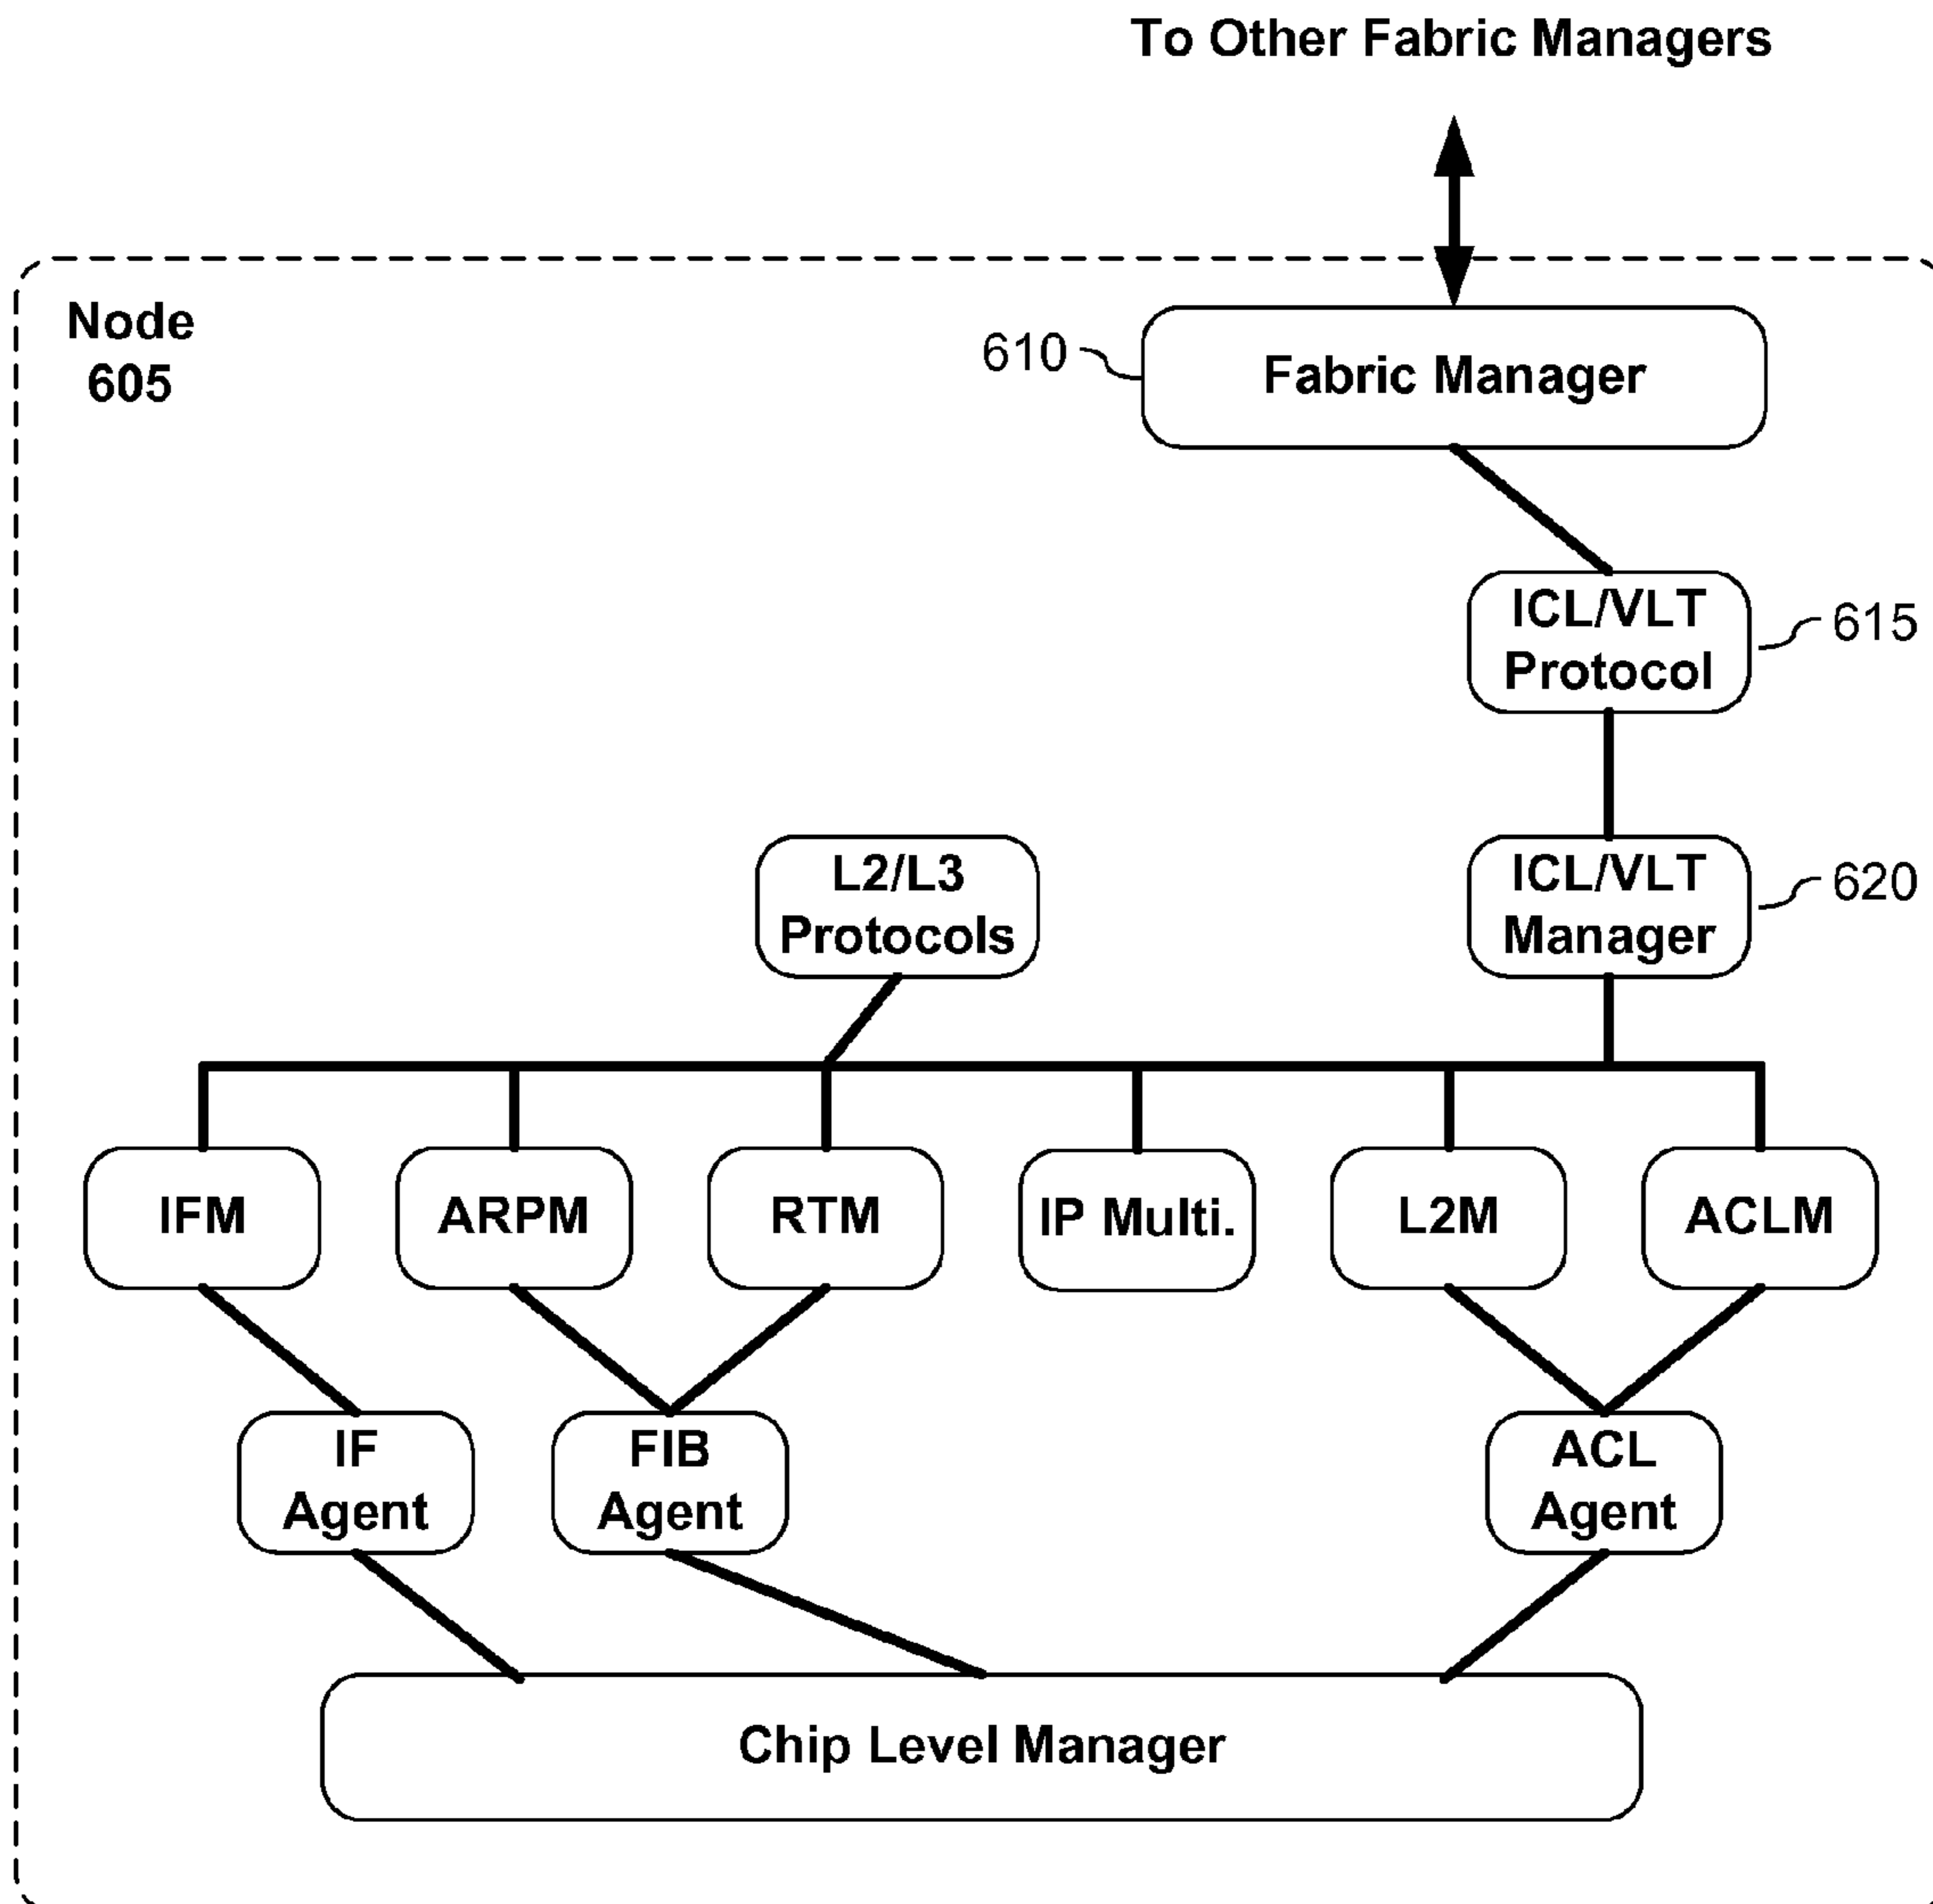 To Other Fabric Managers
Node
605
610
Fabric Manager
ICL/VLT
Protocol
615
L2/L3
Protocols
ICL/VLT
Manager
620
IFM
ARPM
RTM
IP Multi.
L2M
ACLM
IF
Agent
FIB
Agent
ACL
Agent
Chip Level Manager